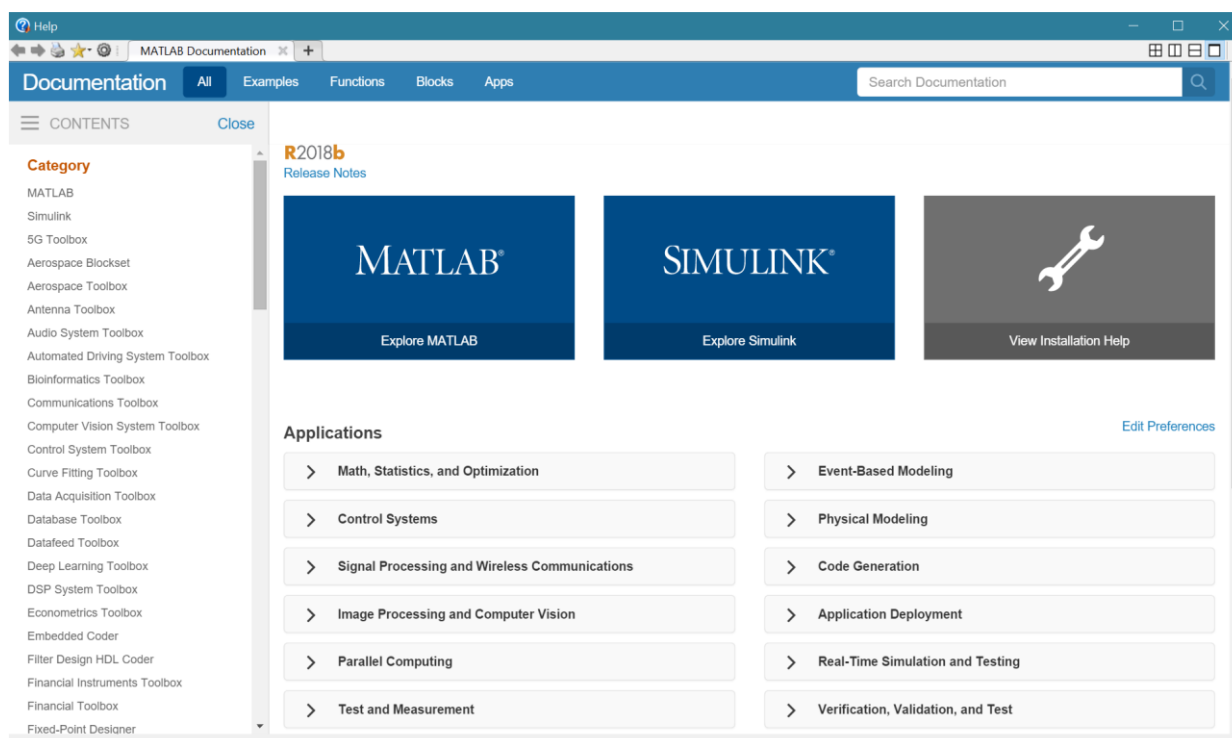 Help
MATLAB Documentation
Documentation All Examples Functions Blocks Apps Search Documentation
CONTENTS Close
Category
MATLAB
Simulink
5G Toolbox
Aerospace Blockset
Aerospace Toolbox
Antenna Toolbox
Audio System Toolbox
Automated Driving System Toolbox
Bioinformatics Toolbox
Communications Toolbox
Computer Vision System Toolbox
Control System Toolbox
Curve Fitting Toolbox
Data Acquisition Toolbox
Database Toolbox
Datafeed Toolbox
Deep Learning Toolbox
DSP System Toolbox
Econometrics Toolbox
Embedded Coder
Filter Design HDL Coder
Financial Instruments Toolbox
Financial Toolbox
Fixed-Point Designer
R2018b
Release Notes
MATLAB®
Explore MATLAB
SIMULINK®
Explore Simulink
View Installation Help
Applications
Edit Preferences
Math, Statistics, and Optimization
Event-Based Modeling
Control Systems
Physical Modeling
Signal Processing and Wireless Communications
Code Generation
Image Processing and Computer Vision
Application Deployment
Parallel Computing
Real-Time Simulation and Testing
Test and Measurement
Verification, Validation, and Test